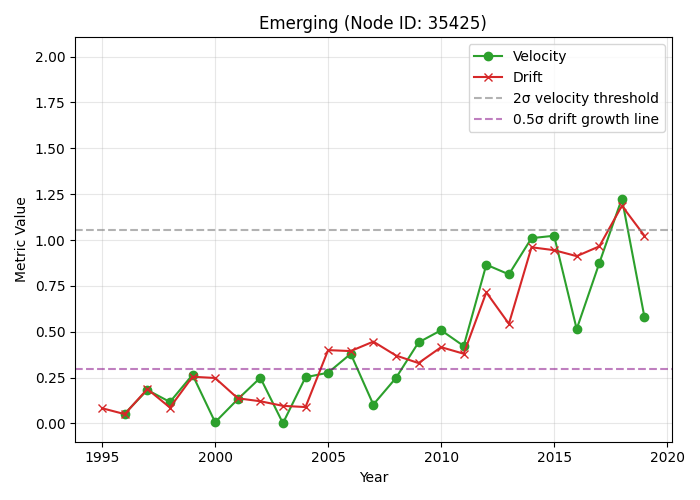 Emerging (Node ID: 35425)
Velocity
Drift
2σ velocity threshold
0.5σ drift growth line
Metric Value
2.00
1.75
1.50
1.25
1.00
0.75
0.50
0.25
0.00
1995 2000 2005 2010 2015 2020
Year